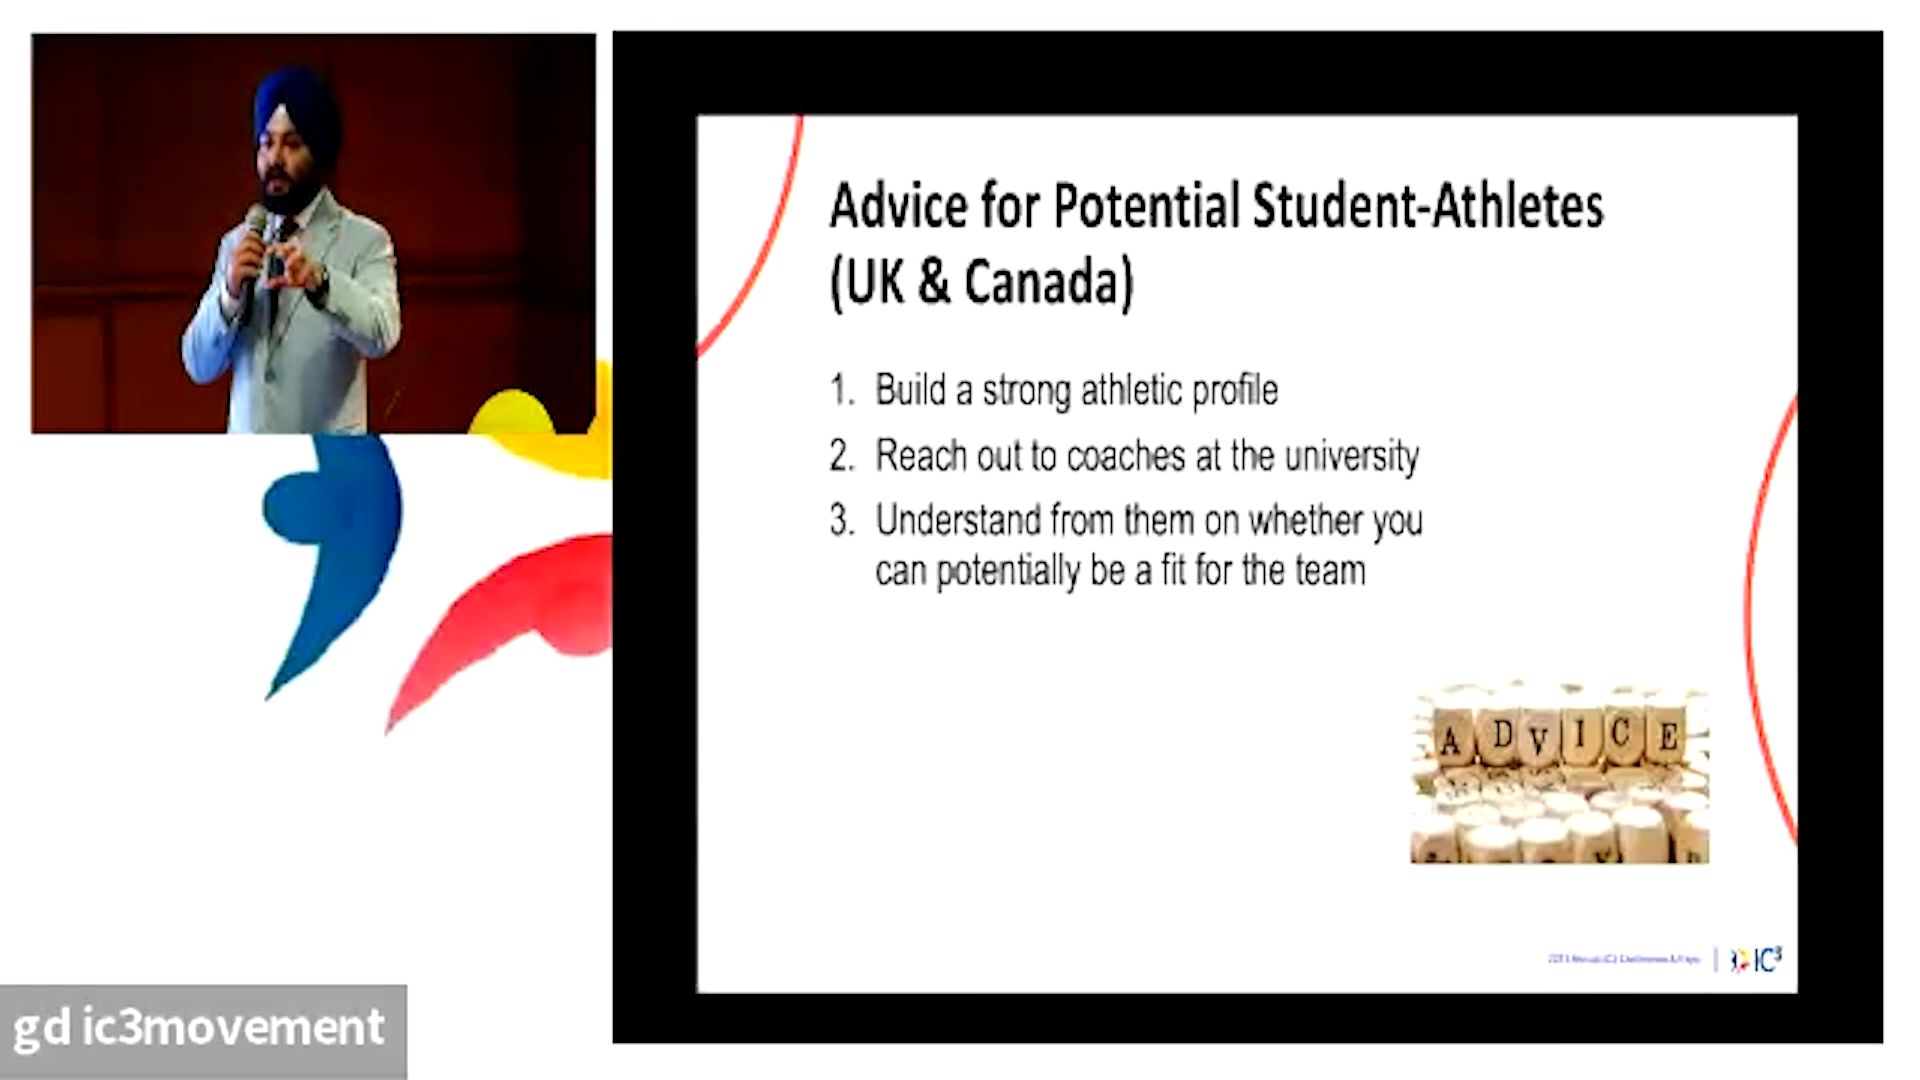 Advice for Potential Student-Athletes
(UK & Canada)
1. Build a strong athletic profile
2. Reach out to coaches at the university
3. Understand from them on whether you
can potentially be a fit for the team
ADVICE
IC³
gd ic3movement